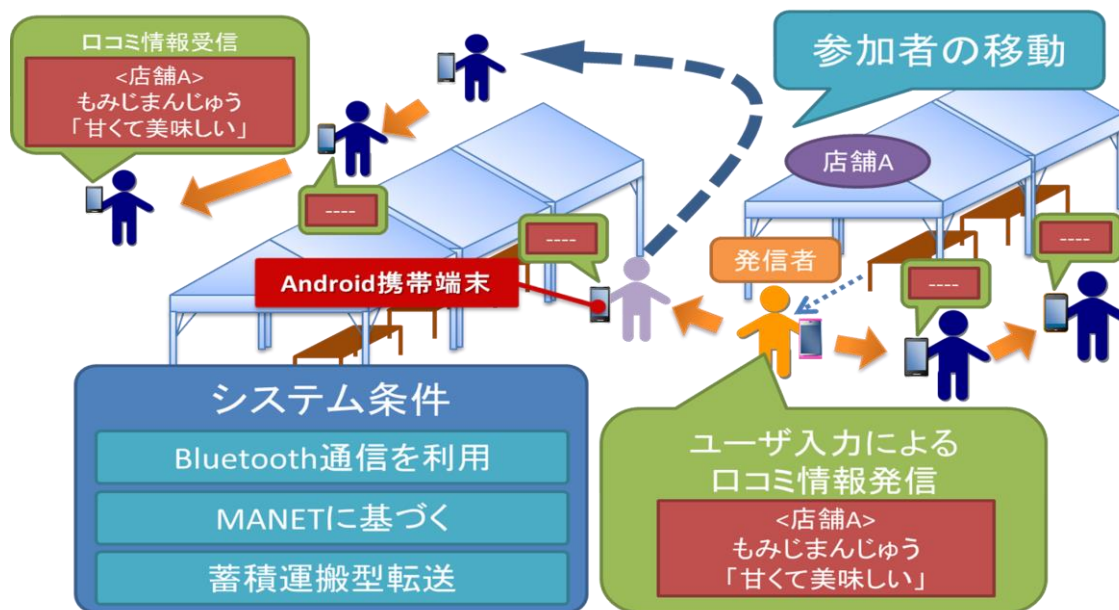 口コミ情報受信
<店舗A>
もみじまんじゅう
「甘くて美味しい」
参加者の移動
店舗A
----
----
----
----
発信者
Android携帯端末
システム条件
Bluetooth通信を利用
MANETに基づく
蓄積運搬型転送
ユーザ入力による
口コミ情報発信
<店舗A>
もみじまんじゅう
「甘くて美味しい」